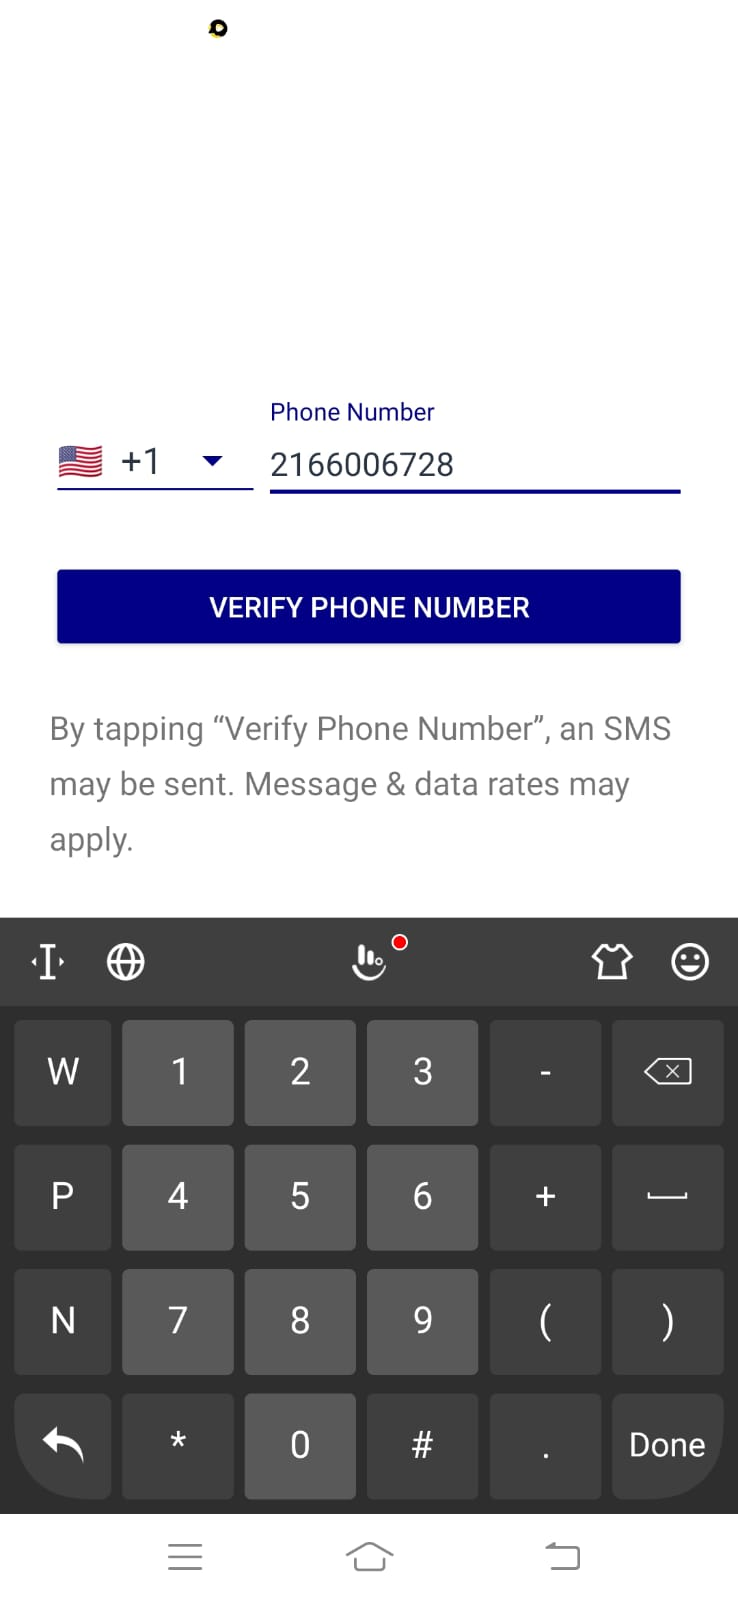 Phone Number
+1 2166006728
VERIFY PHONE NUMBER
By tapping “Verify Phone Number”, an SMS
may be sent. Message & data rates may
apply.
W 1 2 3 -
P 4 5 6 +
N 7 8 9 ( )
* 0 # . Done